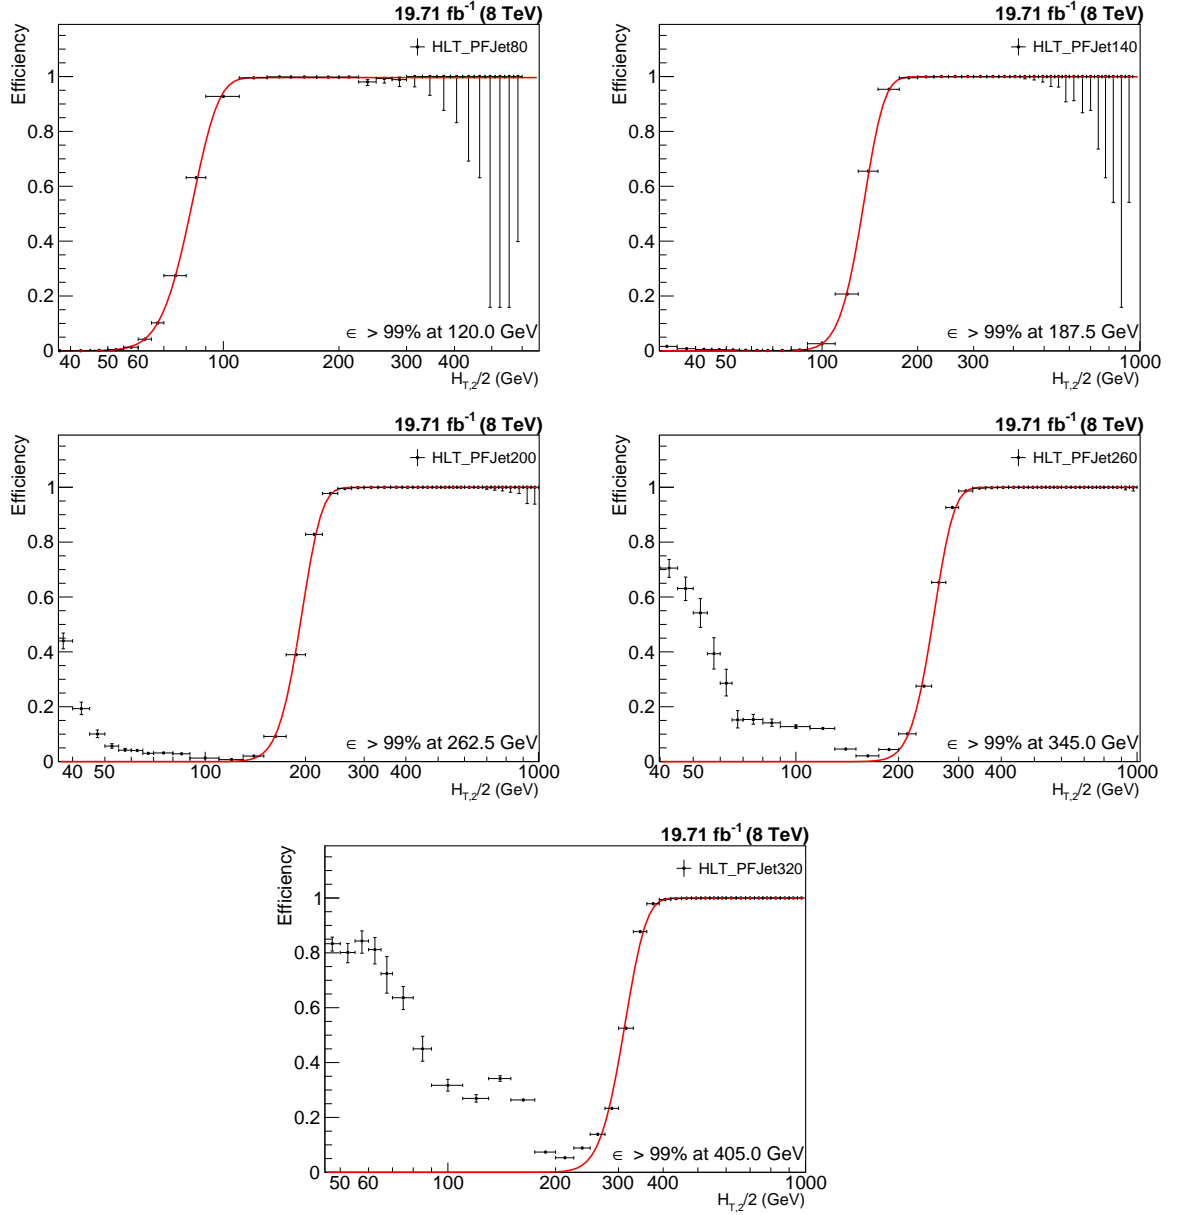 19.71 fb⁻¹ (8 TeV)
Efficiency
HLT_PFJet80
1
0.8
0.6
0.4
0.2
0
∈ > 99% at 120.0 GeV
40 50 60 100 200 300 400
H_T,2/2 (GeV)
19.71 fb⁻¹ (8 TeV)
Efficiency
HLT_PFJet140
1
0.8
0.6
0.4
0.2
0
∈ > 99% at 187.5 GeV
40 50 60 100 200 300 400 1000
H_T,2/2 (GeV)
19.71 fb⁻¹ (8 TeV)
Efficiency
HLT_PFJet200
1
0.8
0.6
0.4
0.2
0
∈ > 99% at 262.5 GeV
40 50 100 200 300 400 1000
H_T,2/2 (GeV)
19.71 fb⁻¹ (8 TeV)
Efficiency
HLT_PFJet260
1
0.8
0.6
0.4
0.2
0
∈ > 99% at 345.0 GeV
40 50 100 200 300 400 1000
H_T,2/2 (GeV)
19.71 fb⁻¹ (8 TeV)
Efficiency
HLT_PFJet320
1
0.8
0.6
0.4
0.2
0
∈ > 99% at 405.0 GeV
50 60 100 200 300 400 1000
H_T,2/2 (GeV)